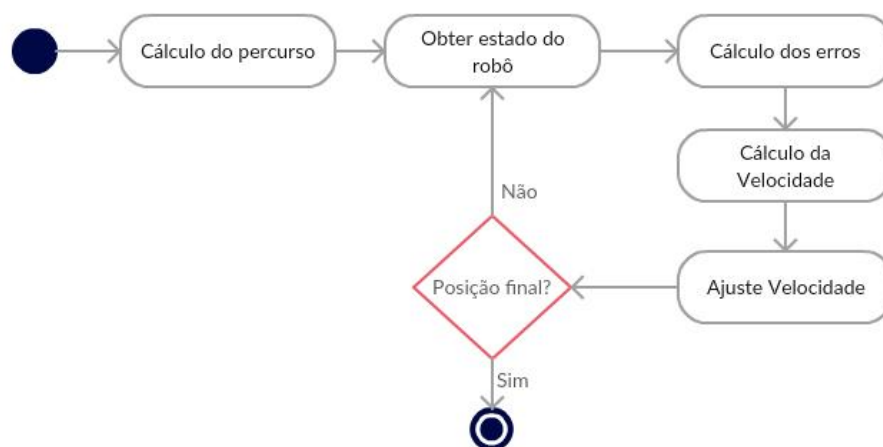 Cálculo do percurso
Obter estado do
robô
Cálculo dos erros
Cálculo da
Velocidade
Ajuste Velocidade
Posição final?
Não
Sim